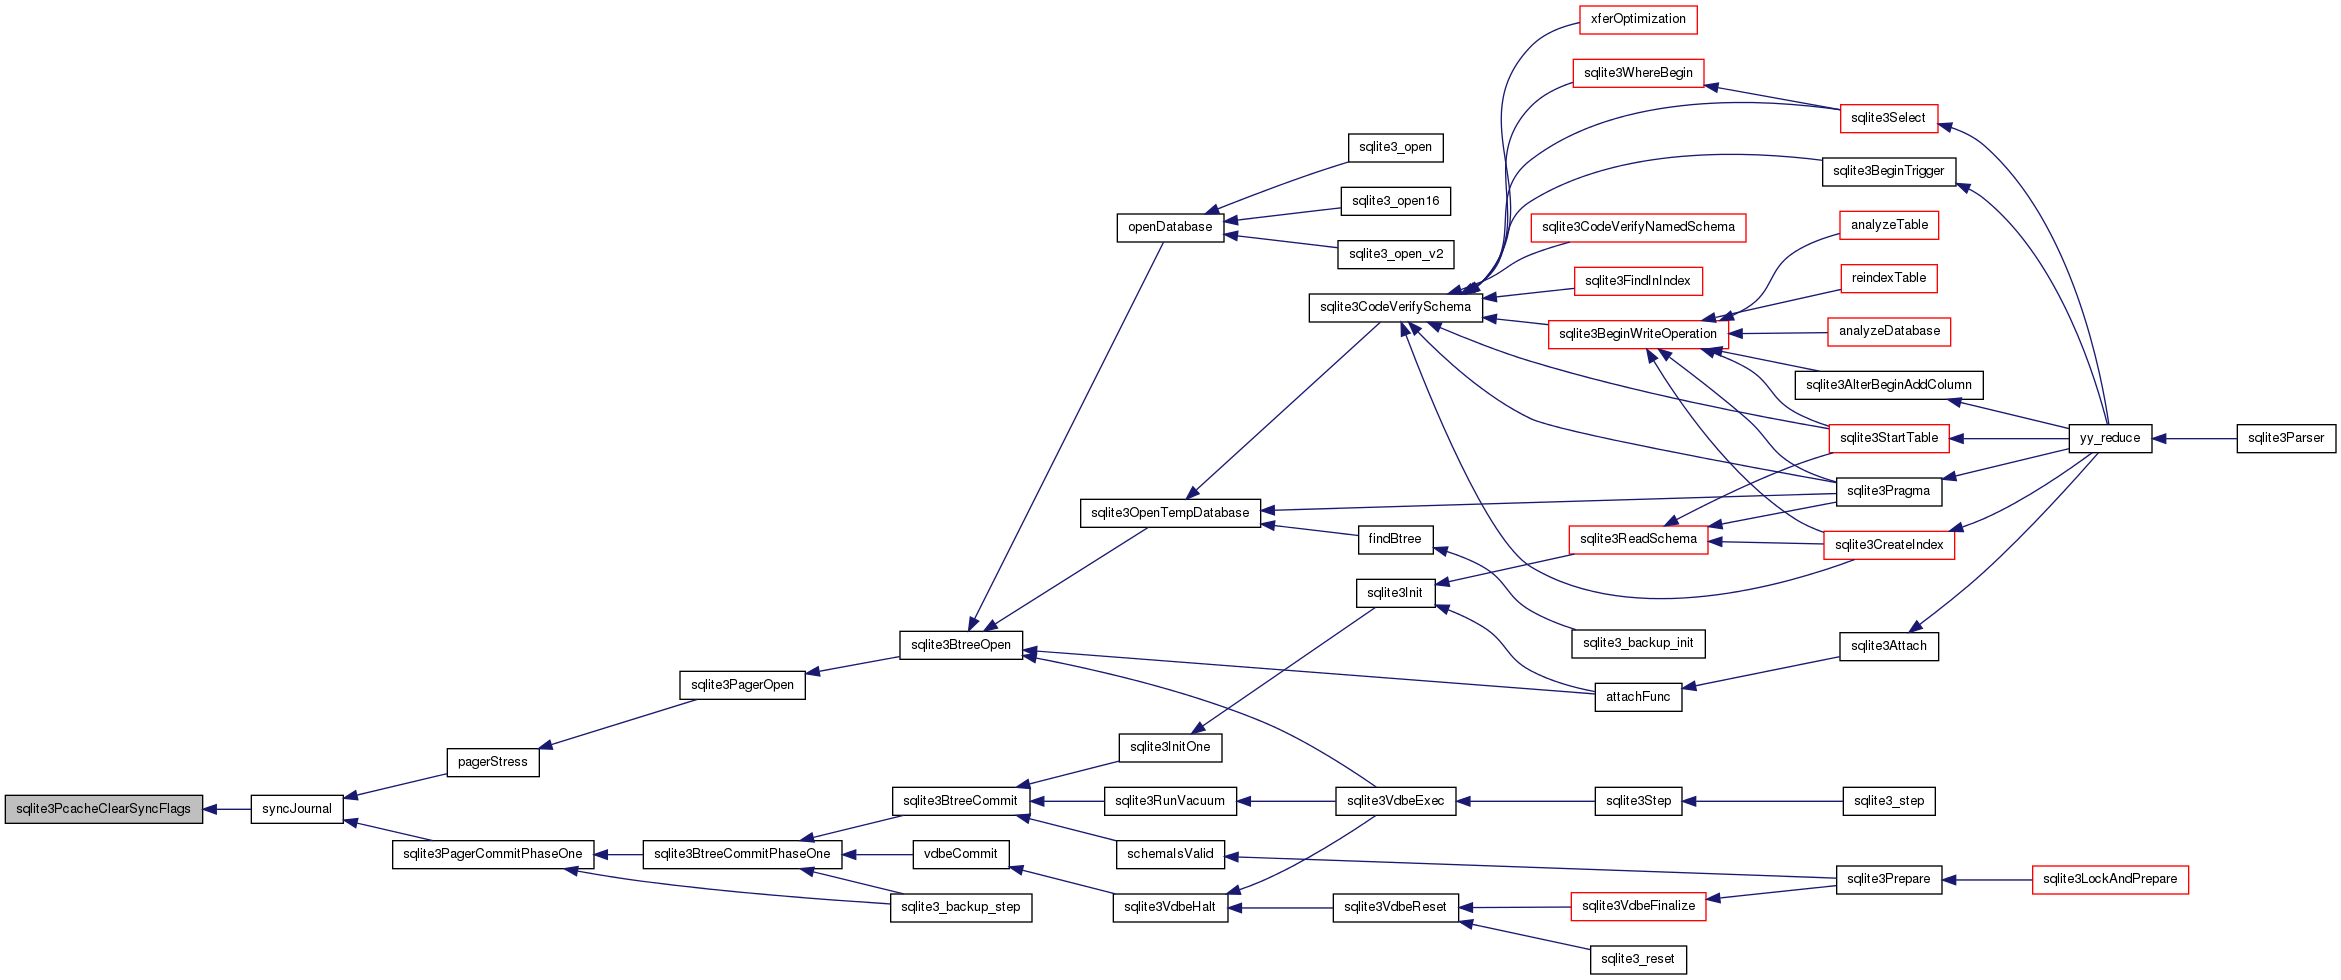 xferOptimization
sqlite3WhereBegin
sqlite3Select
sqlite3_open
sqlite3BeginTrigger
sqlite3_open16
openDatabase
sqlite3CodeVerifyNamedSchema
analyzeTable
sqlite3_open_v2
sqlite3FindInIndex
reindexTable
sqlite3CodeVerifySchema
sqlite3BeginWriteOperation
analyzeDatabase
sqlite3AlterBeginAddColumn
sqlite3StartTable
yy_reduce
sqlite3Parser
sqlite3Pragma
sqlite3OpenTempDatabase
findBtree
sqlite3ReadSchema
sqlite3CreateIndex
sqlite3Init
sqlite3BtreeOpen
sqlite3_backup_init
sqlite3Attach
sqlite3PagerOpen
attachFunc
pagerStress
sqlite3InitOne
sqlite3PcacheClearSyncFlags
syncJournal
sqlite3BtreeCommit
sqlite3RunVacuum
sqlite3VdbeExec
sqlite3Step
sqlite3_step
sqlite3PagerCommitPhaseOne
sqlite3BtreeCommitPhaseOne
vdbeCommit
schemaIsValid
sqlite3Prepare
sqlite3LockAndPrepare
sqlite3_backup_step
sqlite3VdbeHalt
sqlite3VdbeReset
sqlite3VdbeFinalize
sqlite3_reset